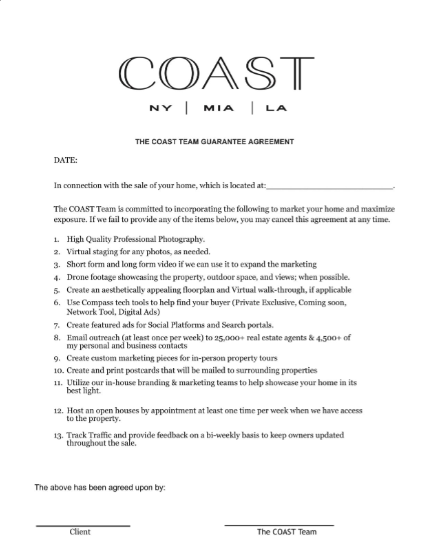 COAST
NY | MIA | LA
THE COAST TEAM GUARANTEE AGREEMENT
DATE:
In connection with the sale of your home, which is located at:______________________________.
The COAST Team is committed to incorporating the following to market your home and maximize
exposure. If we fail to provide any of the items below, you may cancel this agreement at any time.
1. High Quality Professional Photography.
2. Virtual staging for any photos, as needed.
3. Short form and long form video if we can use it to expand the marketing
4. Drone footage showcasing the property, outdoor space, and views; when possible.
5. Create an aesthetically appealing floorplan and Virtual walk-through, if applicable
6. Use Compass tech tools to help find your buyer (Private Exclusive, Coming soon,
Network Tool, Digital Ads)
7. Create featured ads for Social Platforms and Search portals.
8. Email outreach (at least once per week) to 25,000+ real estate agents & 4,500+ of
my personal and business contacts
9. Create custom marketing pieces for in-person property tours
10. Create and print postcards that will be mailed to surrounding properties
11. Utilize our in-house branding & marketing teams to help showcase your home in its
best light.
12. Host an open houses by appointment at least one time per week when we have access
to the property.
13. Track Traffic and provide feedback on a bi-weekly basis to keep owners updated
throughout the sale.
The above has been agreed upon by:
Client
The COAST Team